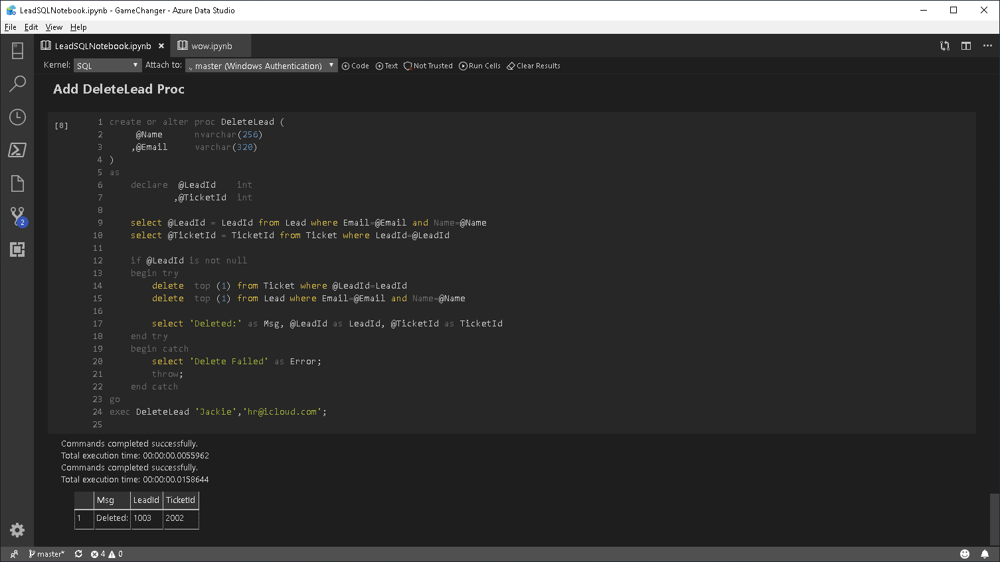 LeadSQLNotebook.ipynb - GameChanger - Azure Data Studio
File Edit View Help
LeadSQLNotebook.ipynb × wow.ipynb
Kernel: SQL Attach to: ., master (Windows Authentication) Code Text Not Trusted Run Cells Clear Results
Add DeleteLead Proc
[8]
1 create or alter proc DeleteLead (
2 @Name nvarchar(256)
3 ,@Email varchar(320)
4 )
5 as
6 declare @LeadId int
7 ,@TicketId int
8
9 select @LeadId = LeadId from Lead where Email=@Email and Name=@Name
10 select @TicketId = TicketId from Ticket where LeadId=@LeadId
11
12 if @LeadId is not null
13 begin try
14 delete top (1) from Ticket where @LeadId=LeadId
15 delete top (1) from Lead where Email=@Email and Name=@Name
16
17 select 'Deleted:' as Msg, @LeadId as LeadId, @TicketId as TicketId
18 end try
19 begin catch
20 select 'Delete Failed' as Error;
21 throw;
22 end catch
23 go
24 exec DeleteLead 'Jackie','hr@icloud.com';
25
Commands completed successfully.
Total execution time: 00:00:00.0055962
Commands completed successfully.
Total execution time: 00:00:00.0158644
Msg LeadId TicketId
1 Deleted: 1003 2002
2
master* 4 0